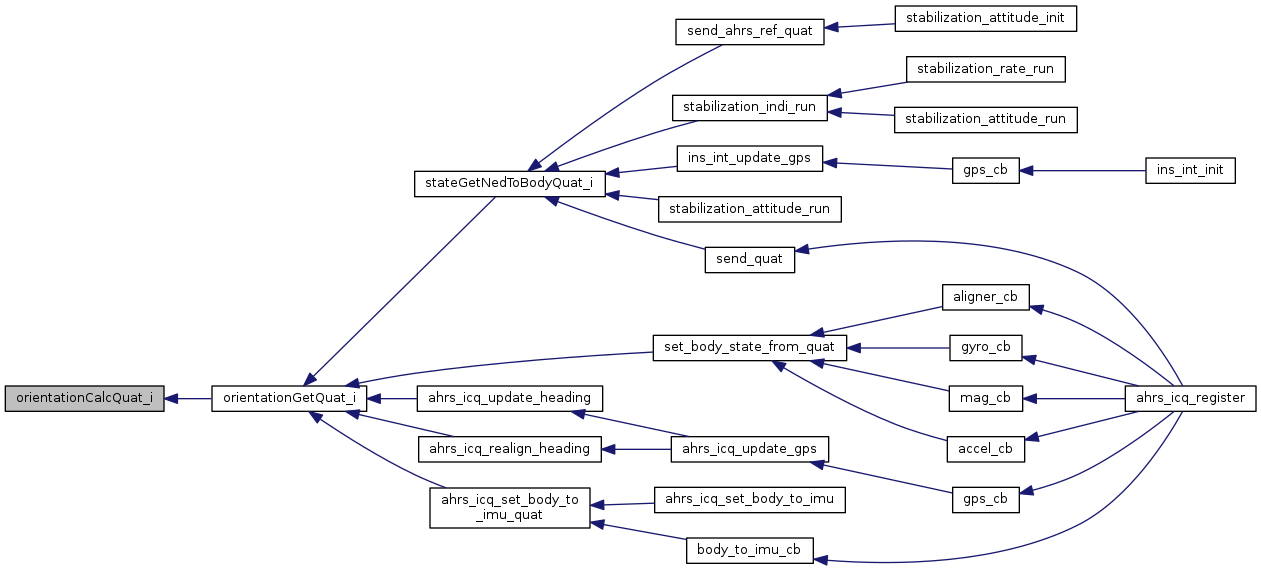 send_ahrs_ref_quat
stabilization_attitude_init
stabilization_rate_run
stabilization_indi_run
stabilization_attitude_run
ins_int_update_gps
gps_cb
ins_int_init
stateGetNedToBodyQuat_i
stabilization_attitude_run
send_quat
aligner_cb
set_body_state_from_quat
gyro_cb
orientationCalcQuat_i
orientationGetQuat_i
ahrs_icq_update_heading
mag_cb
ahrs_icq_register
ahrs_icq_realign_heading
ahrs_icq_update_gps
accel_cb
ahrs_icq_set_body_to
_imu_quat
ahrs_icq_set_body_to_imu
gps_cb
body_to_imu_cb